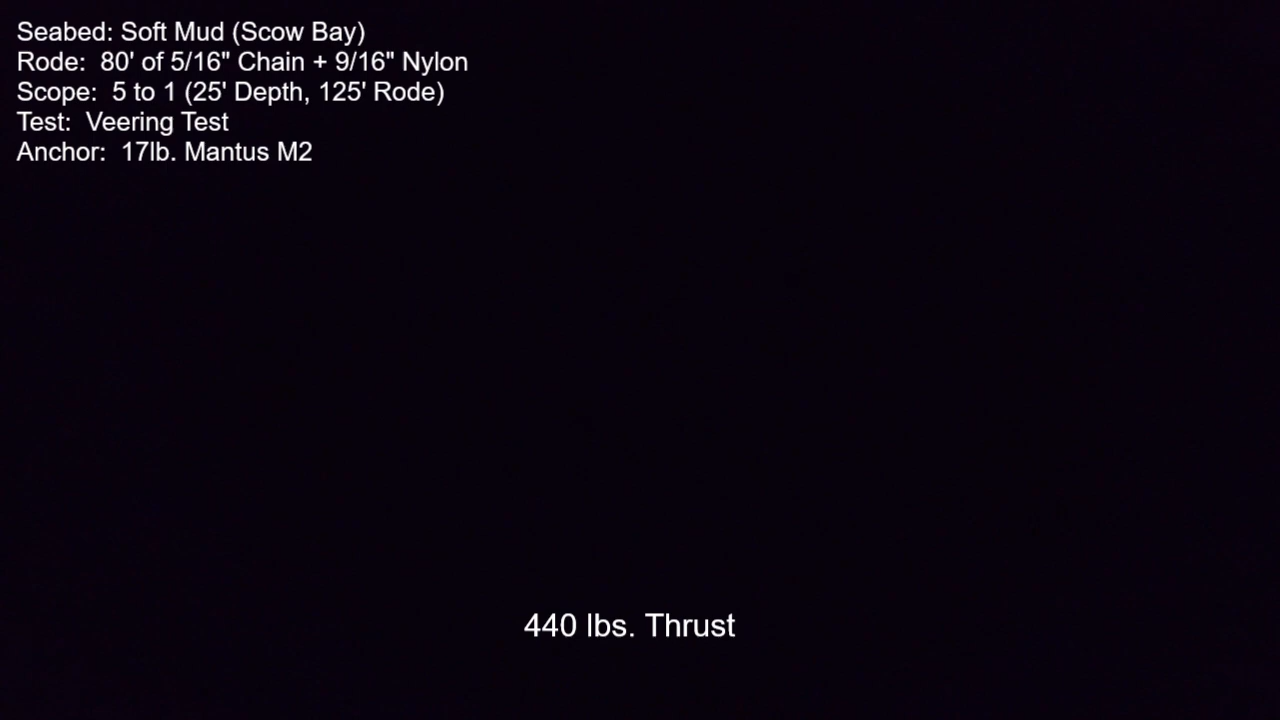 Seabed: Soft Mud (Scow Bay)
Rode:  80' of 5/16" Chain + 9/16" Nylon
Scope:  5 to 1 (25' Depth, 125' Rode)
Test:  Veering Test
Anchor:  17lb. Mantus M2
440 lbs. Thrust